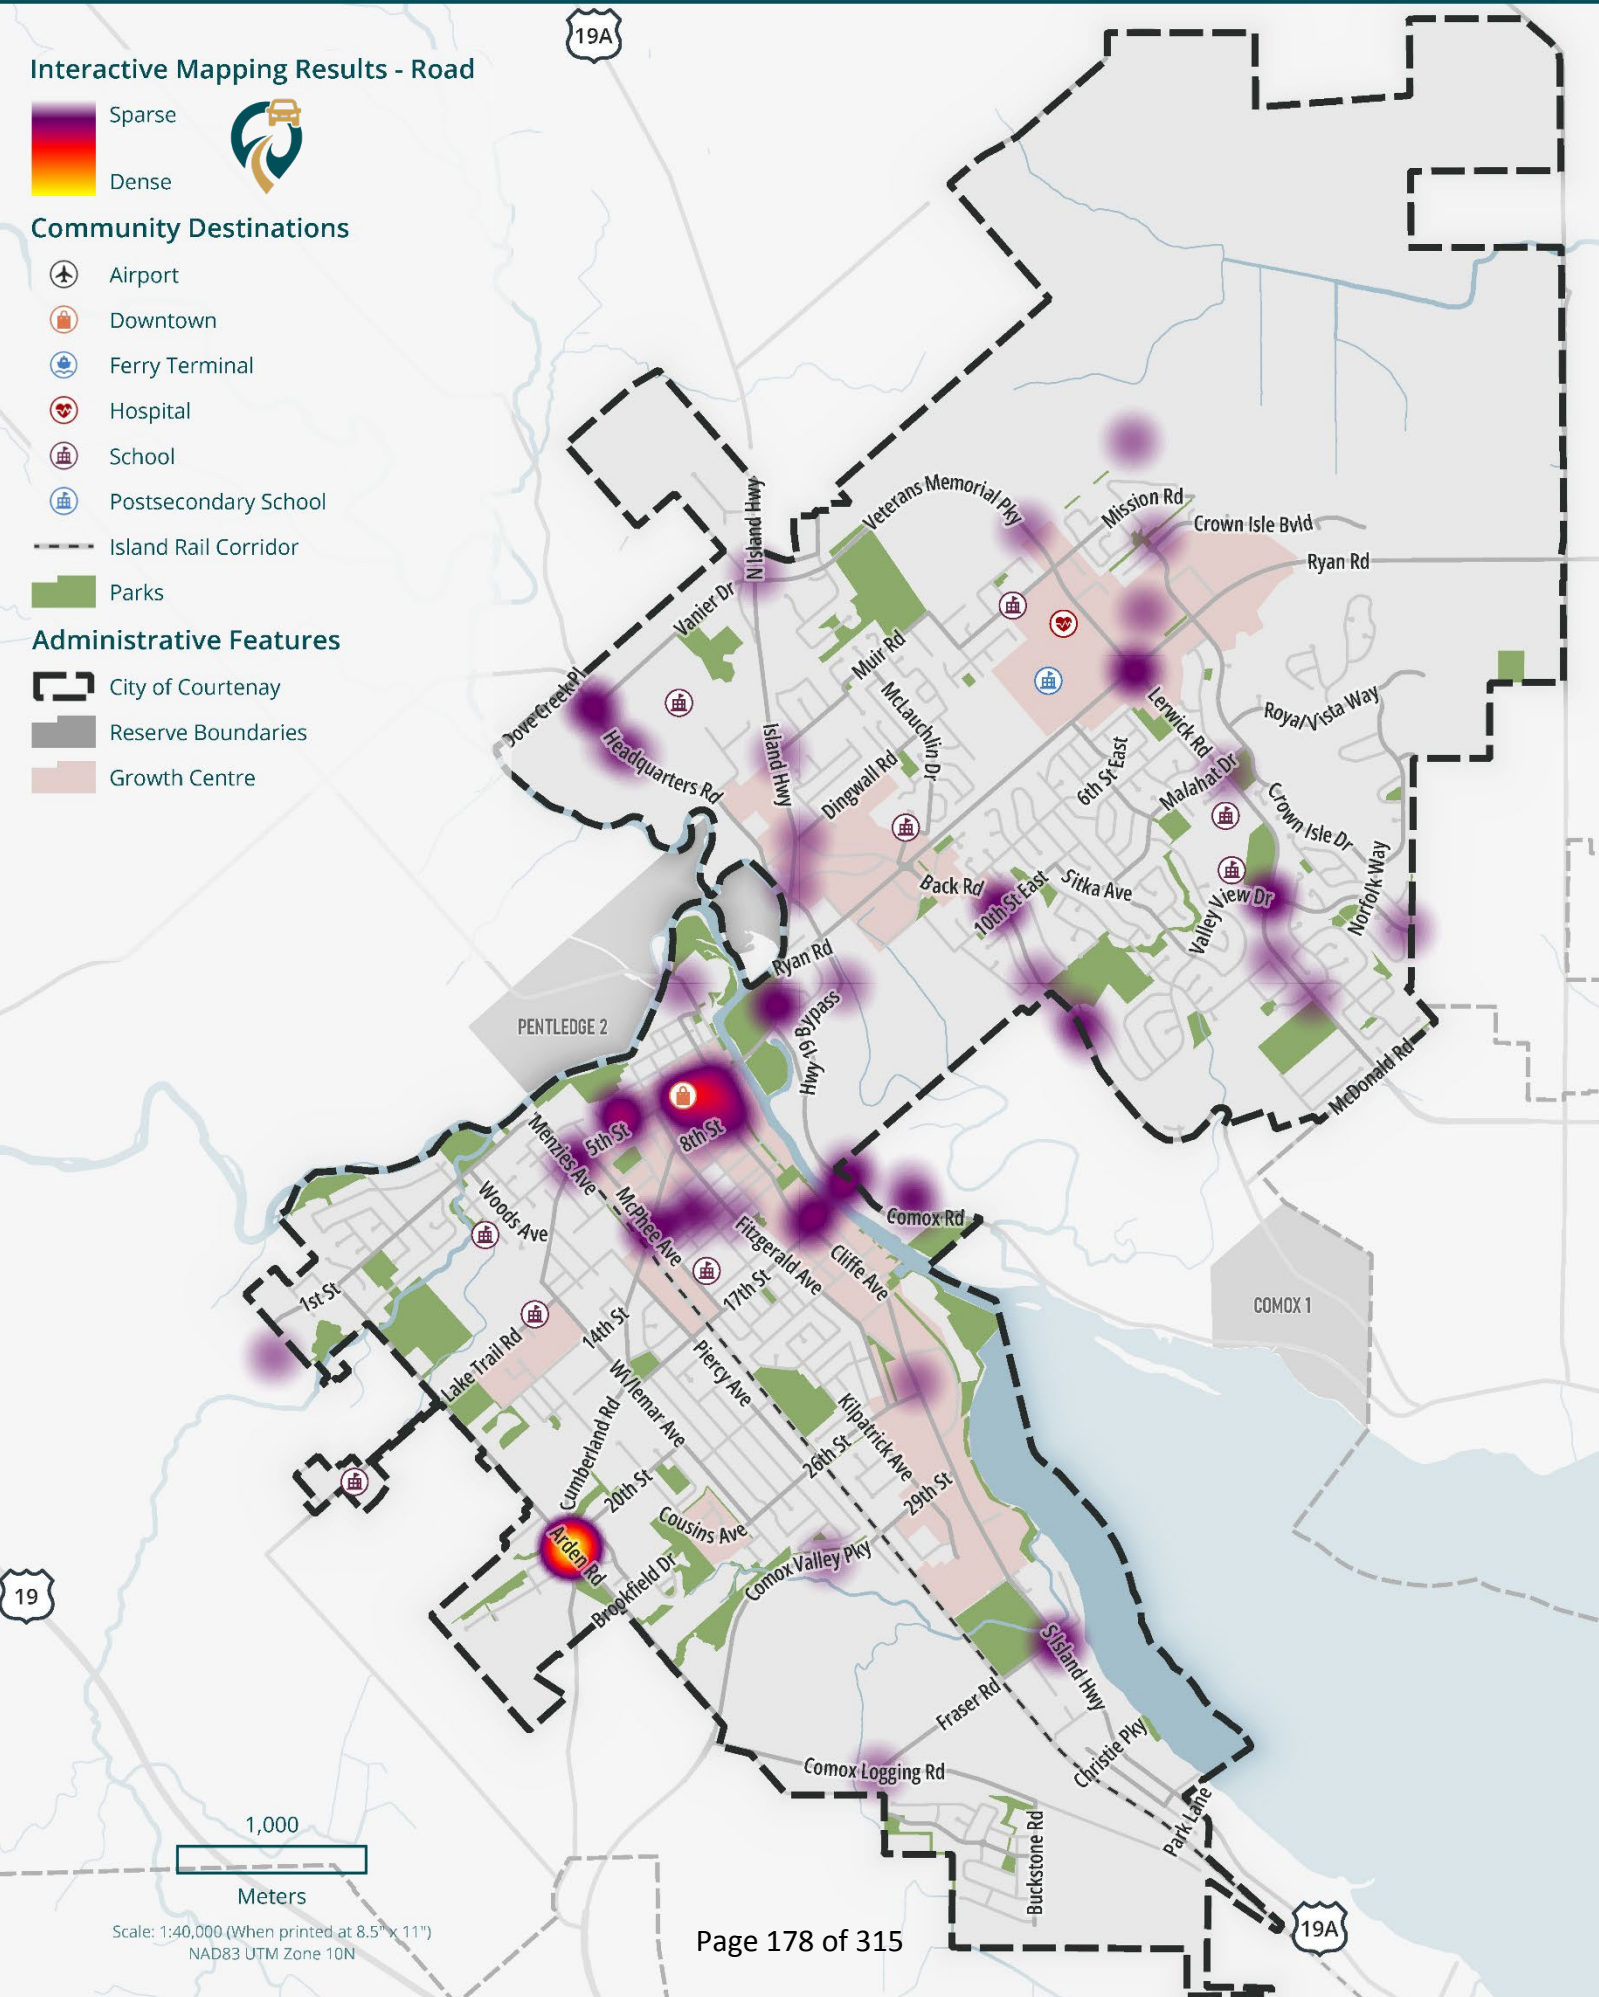 19A
Interactive Mapping Results - Road
Sparse
Dense
Community Destinations
Airport
Downtown
Ferry Terminal
Hospital
School
Postsecondary School
Island Rail Corridor
Parks
Administrative Features
City of Courtenay
Reserve Boundaries
Growth Centre
N Island Hwy
Veterans Memorial Pky
Mission Rd
Crown Isle Bvld
Ryan Rd
Vanier Dr
Muir Rd
McLauchlin Dr
Dove Creek Pl
Headquarters Rd
Island Hwy
Dingwall Rd
Lerwick Rd
Royal Vista Way
6th St East
Malahat Dr
Crown Isle Dr
Norfolk Way
Back Rd
10th St East
Sitka Ave
Valley View Dr
Ryan Rd
Hwy 19 Bypass
PENTLEDGE 2
McDonald Rd
Menzies Ave
5th St
8th St
Woods Ave
McPhee Ave
Fitzgerald Ave
Cliffe Ave
Comox Rd
1st St
17th St
14th St
Lake Trail Rd
Piercy Ave
Willemar Ave
Kilpatrick Ave
Cumberland Rd
26th St
29th St
20th St
Cousins Ave
Arden Rd
Brookfield Dr
Comox Valley Pky
COMOX 1
19
S Island Hwy
Fraser Rd
Christie Pky
Comox Logging Rd
Park Lane
Buckstone Rd
1,000
Meters
Scale: 1:40,000 (When printed at 8.5" x 11")
NAD83 UTM Zone 10N
Page 178 of 315
19A